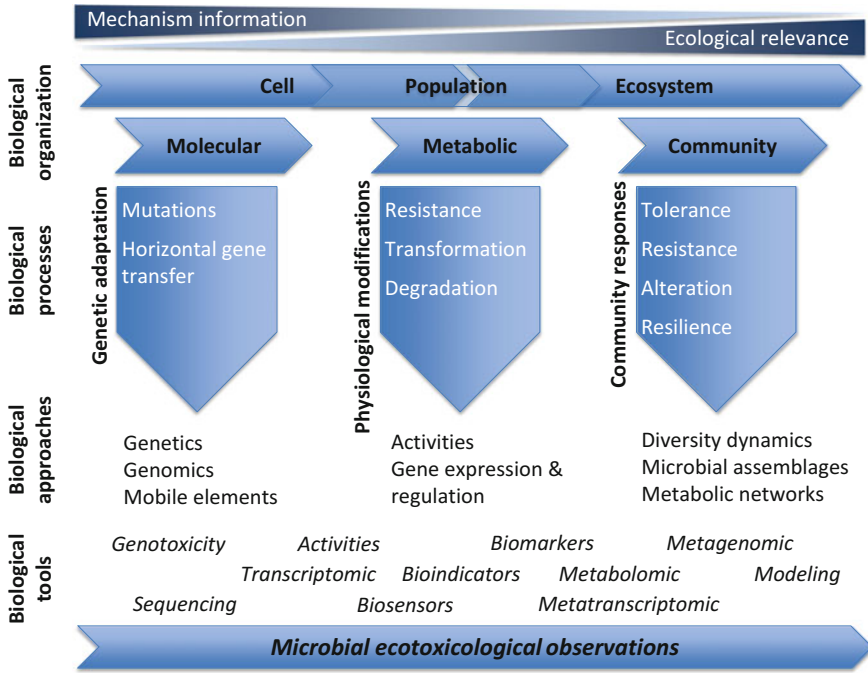 Mechanism information
Ecological relevance
Biological
organization
Cell
Population
Ecosystem
Molecular
Metabolic
Community
Biological
processes
Genetic adaptation
Mutations
Horizontal gene
transfer
Physiological modifications
Resistance
Transformation
Degradation
Community responses
Tolerance
Resistance
Alteration
Resilience
Biological
approaches
Genetics
Genomics
Mobile elements
Activities
Gene expression &
regulation
Diversity dynamics
Microbial assemblages
Metabolic networks
Biological
tools
Genotoxicity
Activities
Biomarkers
Metagenomic
Transcriptomic
Bioindicators
Metabolomic
Modeling
Sequencing
Biosensors
Metatranscriptomic
Microbial ecotoxicological observations